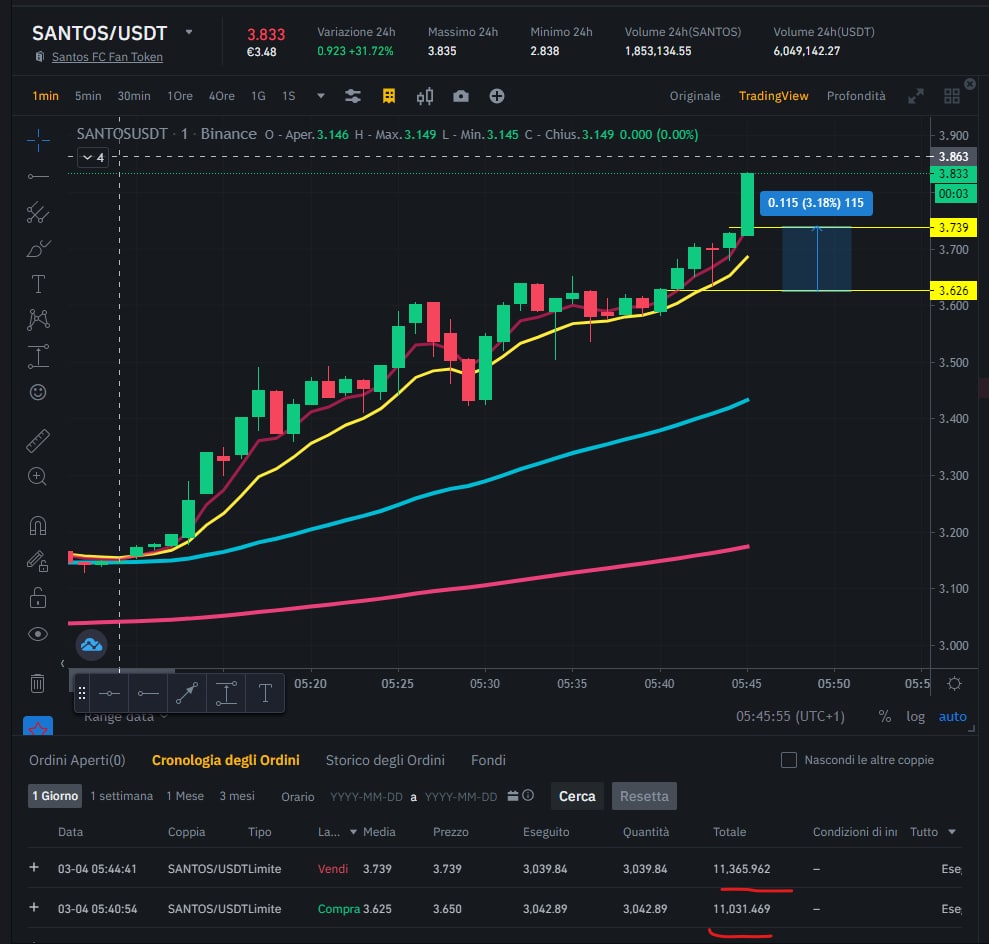 SANTOS/USDT
Santos FC Fan Token
3.833
€3.48
Variazione 24h
0.923 +31.72%
Massimo 24h
3.835
Minimo 24h
2.838
Volume 24h(SANTOS)
1,853,134.55
Volume 24h(USDT)
6,049,142.27
1min 5min 30min 1Ore 4Ore 1G 1S
Originale TradingView Profondità
SANTOSUSDT · 1 · Binance O - Aper.3.146 H - Max.3.149 L - Min.3.145 C - Chius.3.149 0.000 (0.00%)
4
3.900
3.863
3.833
00:03
0.115 (3.18%) 115
3.739
3.700
3.626
3.600
3.500
3.400
3.300
3.200
3.100
3.000
05:20 05:25 05:30 05:35 05:40 05:45 05:50 05:5
T
Range data
05:45:55 (UTC+1) % log auto
Ordini Aperti(0) Cronologia degli Ordini Storico degli Ordini Fondi
Nascondi le altre coppie
1 Giorno 1 settimana 1 Mese 3 mesi Orario YYYY-MM-DD a YYYY-MM-DD Cerca Resetta
Data Coppia Tipo La... Media Prezzo Eseguito Quantità Totale Condizioni di inn Tutto
+ 03-04 05:44:41 SANTOS/USDTLimite Vendi 3.739 3.739 3,039.84 3,039.84 11,365.962 – Ese
+ 03-04 05:40:54 SANTOS/USDTLimite Compra 3.625 3.650 3,042.89 3,042.89 11,031.469 – Ese